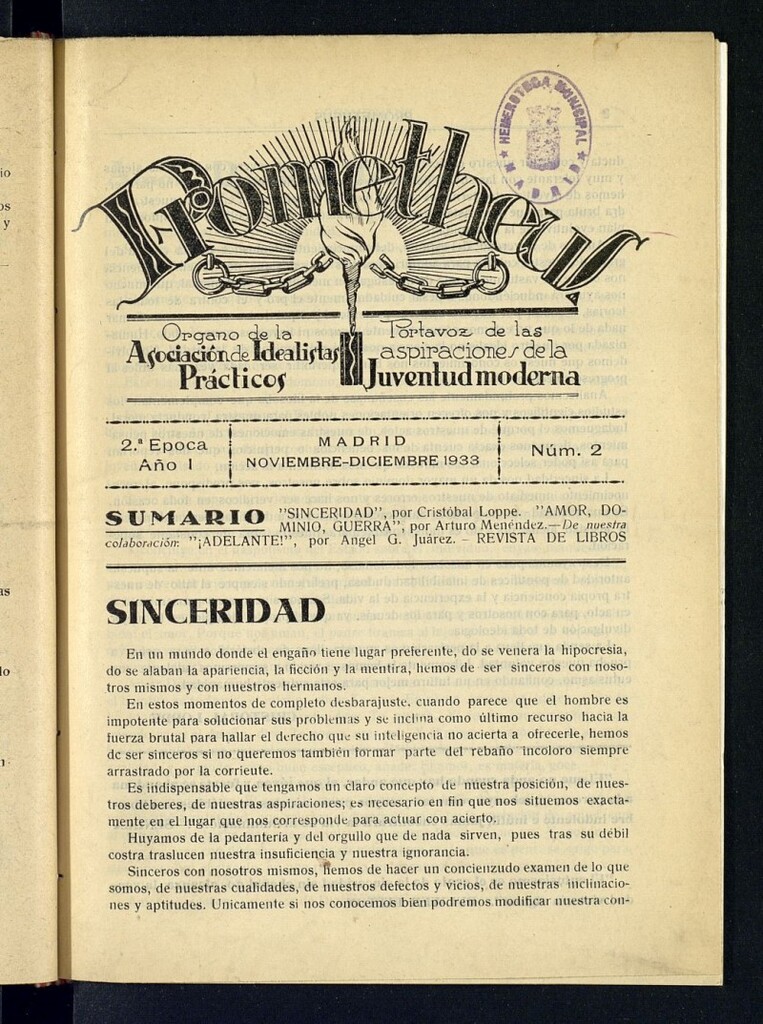 Prometheus
HEMEROTECA MUNICIPAL
MADRID
Organo de la
Asociación de Idealistas
Prácticos
Portavoz de las
aspiraciones de la
Juventud moderna
2.ª Epoca
Año I
MADRID
NOVIEMBRE-DICIEMBRE 1933
Núm. 2
SUMARIO "SINCERIDAD", por Cristóbal Loppe. "AMOR, DO-
MINIO, GUERRA", por Arturo Menéndez.—De nuestra
colaboración: "¡ADELANTE!", por Angel G. Juárez. – REVISTA DE LIBROS
SINCERIDAD
En un mundo donde el engaño tiene lugar preferente, do se venera la hipocresia,
do se alaban la apariencia, la ficción y la mentira, hemos de ser sinceros con noso-
tros mismos y con nuestros hermanos.
En estos momentos de completo desbarajuste. cuando parece que el hombre es
impotente para solucionar sus problemas y se inclina como último recurso hacia la
fuerza brutal para hallar el derecho que su inteligencia no acierta a ofrecerle, hemos
de ser sinceros si no queremos también formar parte del rebaño incoloro siempre
arrastrado por la corriente.
Es indispensable que tengamos un claro concepto de nuestra posición, de nues-
tros deberes, de nuestras aspiraciones; es necesario en fin que nos situemos exacta-
mente en el lugar que nos corresponde para actuar con acierto.
Huyamos de la pedantería y del orgullo que de nada sirven, pues tras su débil
costra traslucen nuestra insuficiencia y nuestra ignorancia.
Sinceros con nosotros mismos, hemos de hacer un concienzudo examen de lo que
somos, de nuestras cualidades, de nuestros defectos y vicios, de nuestras inclinacio-
nes y aptitudes. Unicamente si nos conocemos bien podremos modificar nuestra con-